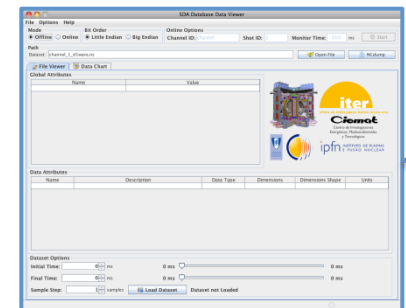 SDA Database Data Viewer
File Options Help
Mode Bit Order Online Options
Offline Online Little Endian Big Endian Channel ID: Shot ID: Monitor Time: ms Start
Path
Dataset: Open File NCdump
File Viewer Data Chart
Global Attributes
Name Value
iter
Ciemat
Centro de Investigaciones
Energéticas, Medioambientales
y Tecnológicas
ipfn INSTITUTO DE PLASMAS
E FUSÃO NUCLEAR
Data Attributes
Name Description Data Type Dimensions Dimensions Shape Units
Dataset Options
Initial Time: 0 ms 0 ms 0 ms
Final Time: 0 ms 0 ms 0 ms
Sample Step: 1 samples Load Dataset Dataset not Loaded